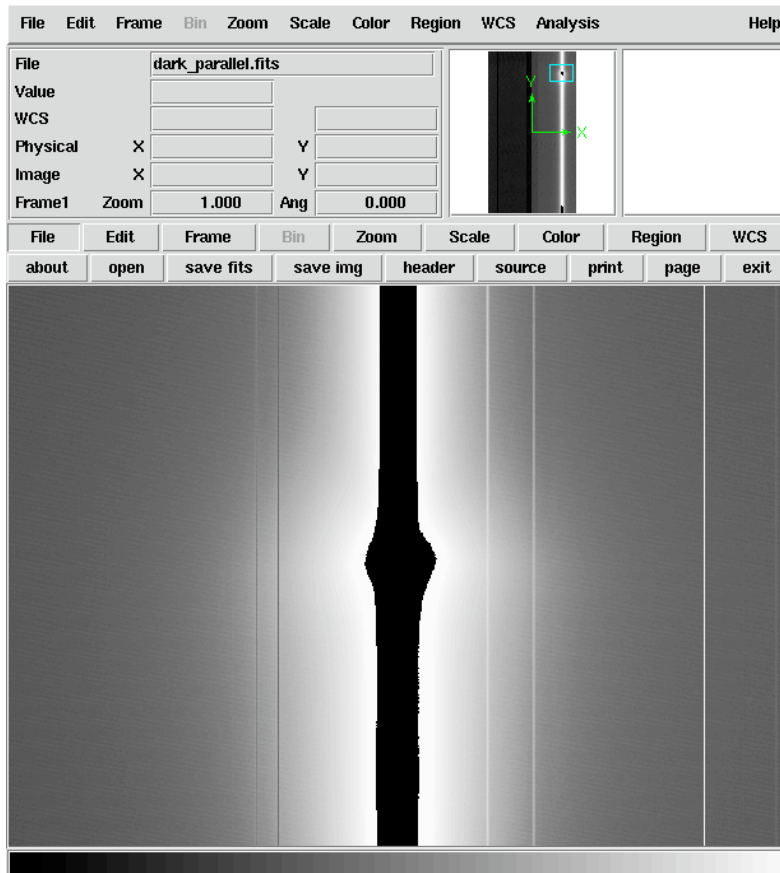 File Edit Frame Bin Zoom Scale Color Region WCS Analysis Help
File dark_parallel.fits
Value
WCS
Physical X Y
Image X Y
Frame1 Zoom 1.000 Ang 0.000
Y
X
File Edit Frame Bin Zoom Scale Color Region WCS
about open save fits save img header source print page exit